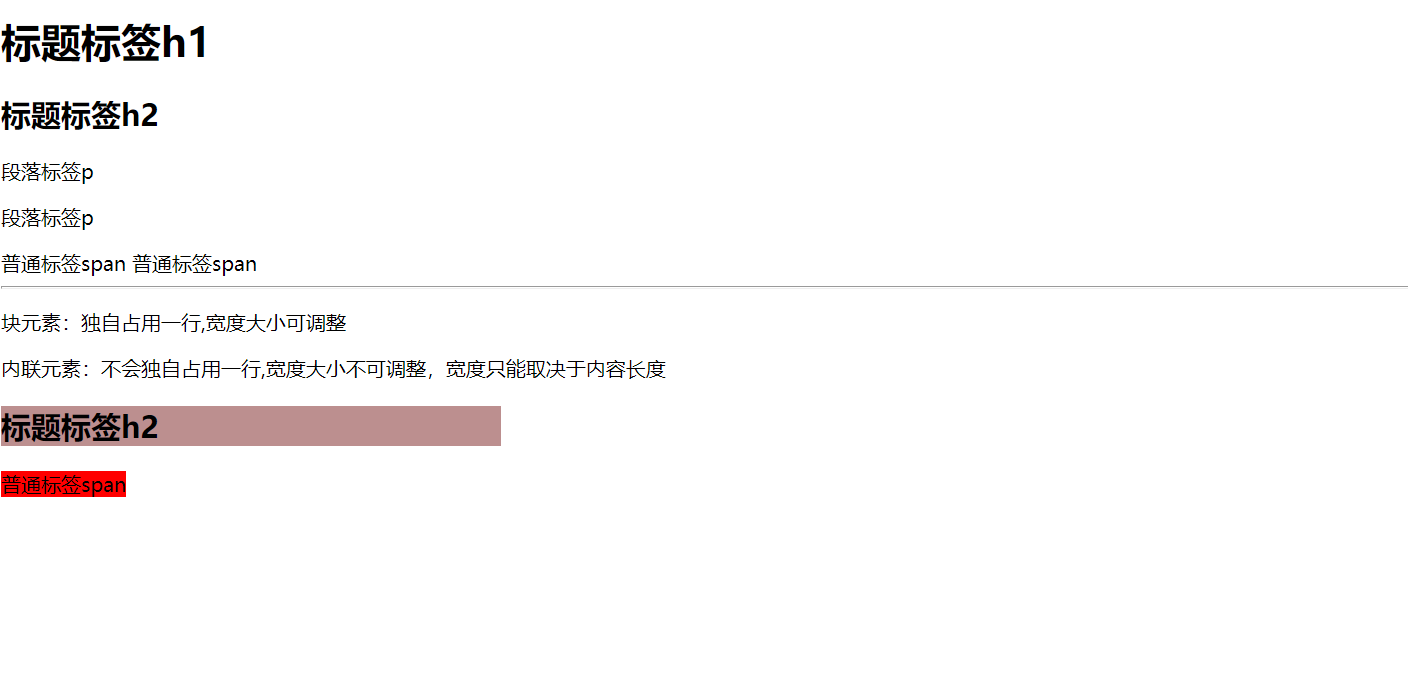 标题标签h1
标题标签h2
段落标签p
段落标签p
普通标签span 普通标签span
块元素：独自占用一行,宽度大小可调整
内联元素：不会独自占用一行,宽度大小不可调整，宽度只能取决于内容长度
标题标签h2
普通标签span